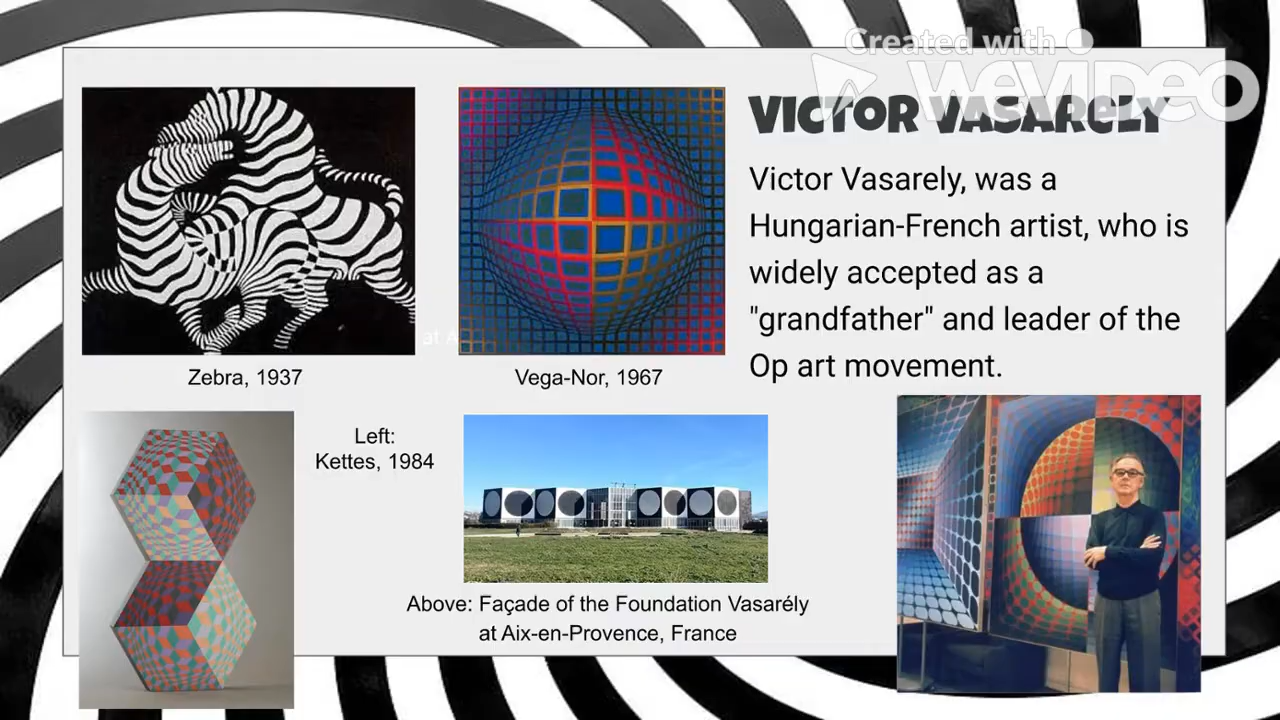 Created with
WeVIDEO
VICTOR VASARELY
Victor Vasarely, was a
Hungarian-French artist, who is
widely accepted as a
"grandfather" and leader of the
Op art movement.
at A
Zebra, 1937
Vega-Nor, 1967
Left:
Kettes, 1984
Above: Façade of the Foundation Vasarély
at Aix-en-Provence, France